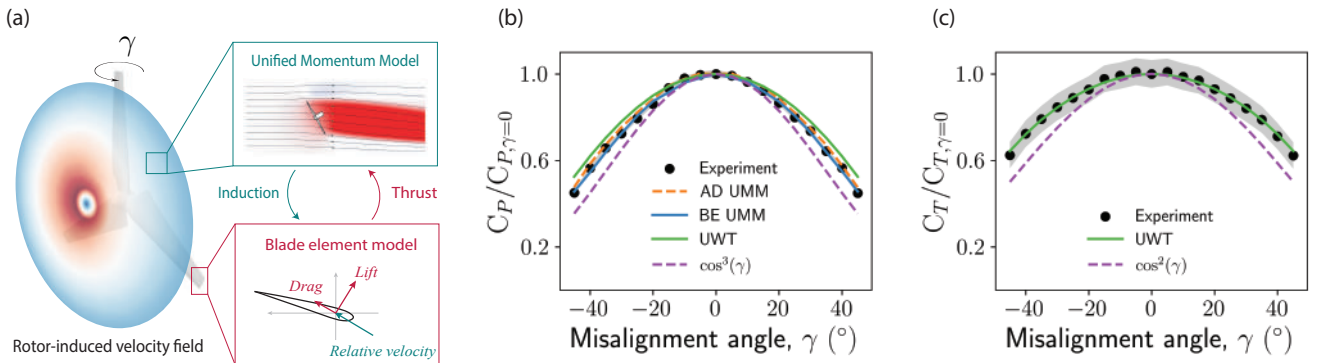 (a)
γ
Unified Momentum Model
Induction
Thrust
Blade element model
Lift
Drag
Relative velocity
Rotor-induced velocity field
(b)
C_P/C_{P,γ=0}
1.0
0.6
0.2
Experiment
AD UMM
BE UMM
UWT
cos³(γ)
−40 −20 0 20 40
Misalignment angle, γ (°)
(c)
C_T/C_{T,γ=0}
1.0
0.6
0.2
Experiment
UWT
cos²(γ)
−40 −20 0 20 40
Misalignment angle, γ (°)